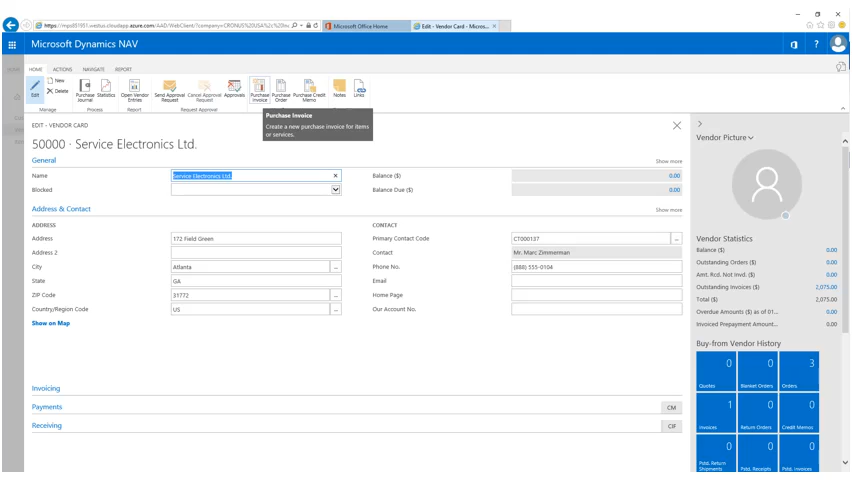 https://mpd851951.westus.cloudapp.azure.com/AAD/WebClient/?company=CRONUS%20USA%2c%20Inc
Microsoft Office Home
Edit - Vendor Card - Micros...
Microsoft Dynamics NAV
HOME ACTIONS NAVIGATE REPORT
Edit
New
Delete
Purchase Journal
Statistics
Open Vendor Entries
Send Approval Request
Cancel Approval Request
Approvals
Purchase Invoice
Purchase Order
Purchase Credit Memo
Notes
Links
Manage
Process
Report
Request Approval
Purchase Invoice
Create a new purchase invoice for items
or services.
EDIT - VENDOR CARD
50000 · Service Electronics Ltd.
General
Show more
Name Service Electronics Ltd. Balance ($) 0.00
Blocked Balance Due ($) 0.00
Address & Contact
Show more
ADDRESS CONTACT
Address 172 Field Green Primary Contact Code CT000137
Address 2 Contact Mr. Marc Zimmerman
City Atlanta Phone No. (888) 555-0104
State GA Email
ZIP Code 31772 Home Page
Country/Region Code US Our Account No.
Show on Map
Invoicing
Payments CM
Receiving CIF
Vendor Picture
Vendor Statistics
Balance ($) 0.00
Outstanding Orders ($) 0.00
Amt. Rcd. Not Invd. ($) 0.00
Outstanding Invoices ($) 2,075.00
Total ($) 2,075.00
Overdue Amounts ($) as of 01... 0.00
Invoiced Prepayment Amount... 0.00
Buy-from Vendor History
0 0 3
Quotes Blanket Orders Orders
1 0 0
Invoices Return Orders Credit Memos
0 0 0
Pstd. Return Shipments Pstd. Receipts Pstd. Invoices